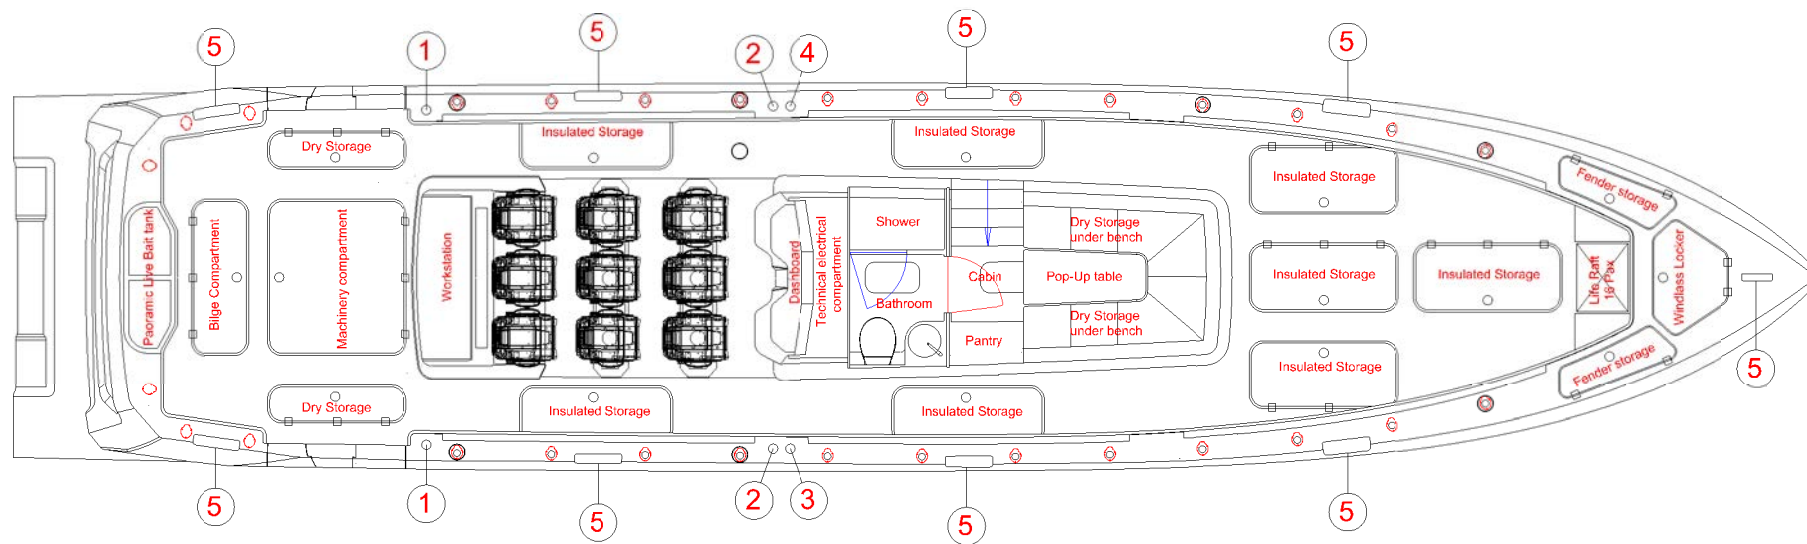 5
5
1
2
4
5
5
Insulated Storage
Insulated Storage
Dry Storage
Insulated Storage
Fender storage
Paoramic Live Bait tank
Bilge Compartment
Machinery compartment
Workstation
Dashboard
Technical electrical
compartment
Shower
Bathroom
Cabin
Pantry
Dry Storage
under bench
Pop-Up table
Dry Storage
under bench
Insulated Storage
Insulated Storage
Life Raft
16 Pax
Windlass Locker
Dry Storage
Insulated Storage
Insulated Storage
Insulated Storage
Fender storage
5
5
1
5
2
3
5
5